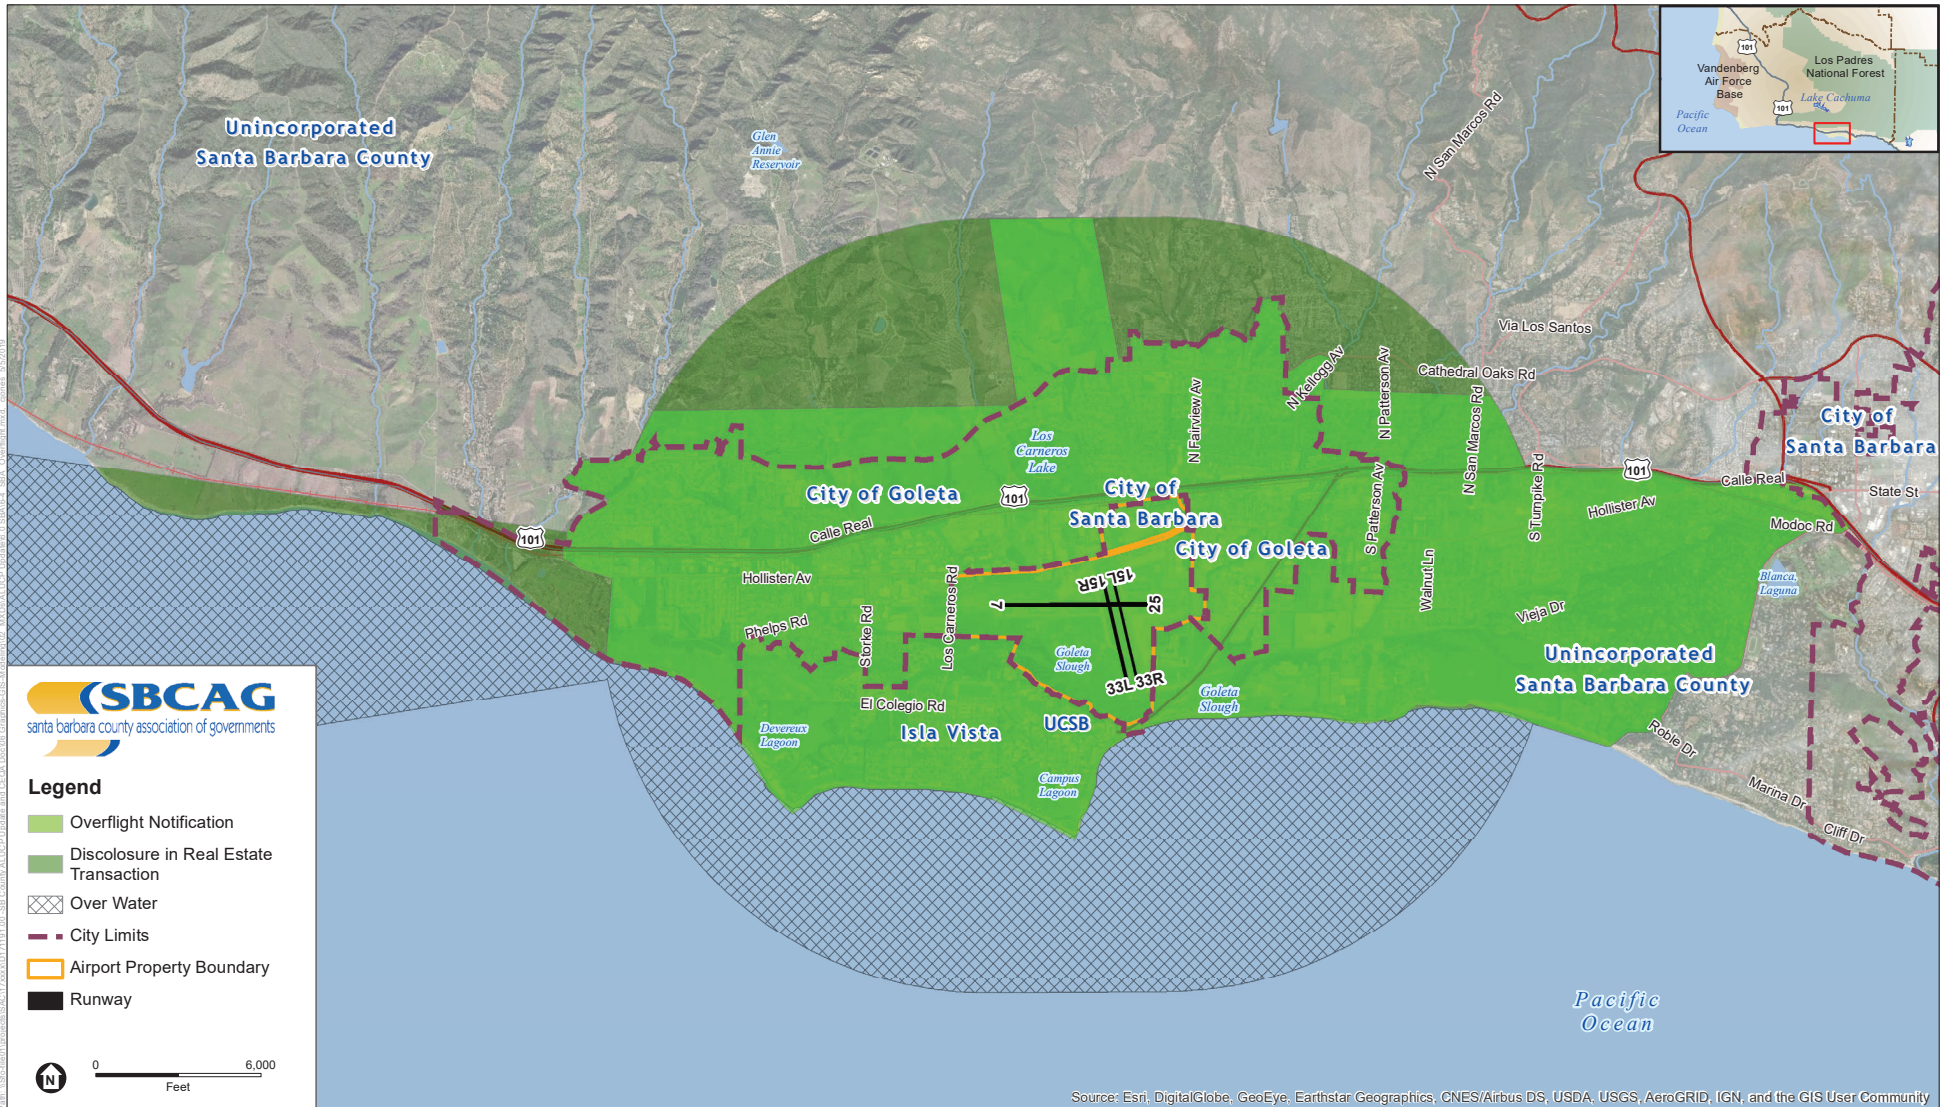 Unincorporated
Santa Barbara County
Glen
Annie
Reservoir
N San Marcos Rd
101
Vandenberg
Air Force
Base
Los Padres
National Forest
Lake Cachuma
101
Pacific
Ocean
Via Los Santos
Cathedral Oaks Rd
N Kellogg Av
N Patterson Av
N San Marcos Rd
N Fairview Av
City of
Santa Barbara
Los
Carneros
Lake
City of Goleta
101
City of
Santa Barbara
S Patterson Av
S Turnpike Rd
101
Calle Real
State St
Hollister Av
Modoc Rd
101
Calle Real
City of Goleta
Hollister Av
Los Carneros Rd
15R
15L
7
25
Walnut Ln
Blanca
Laguna
Vieja Dr
Phelps Rd
Storke Rd
Goleta
Slough
33L
33R
Goleta
Slough
Unincorporated
Santa Barbara County
El Colegio Rd
Isla Vista
UCSB
Devereux
Lagoon
Campus
Lagoon
Roble Dr
Marina Dr
Cliff Dr
SBCAG
santa barbara county association of governments
Legend
Overflight Notification
Discolosure in Real Estate
Transaction
Over Water
City Limits
Airport Property Boundary
Runway
N
0
6,000
Feet
Pacific
Ocean
Source: Esri, DigitalGlobe, GeoEye, Earthstar Geographics, CNES/Airbus DS, USDA, USGS, AeroGRID, IGN, and the GIS User Community